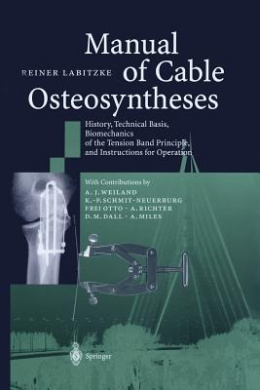 Manual
REINER LABITZKE of Cable
Osteosyntheses
History, Technical Basis,
Biomechanics
of the Tension Band Principle,
and Instructions for Operation
With Contributions by
A. J. WEILAND
K.-P. SCHMIT-NEUERBURG
FREI OTTO · A. RICHTER
D. M. DALL · A. MILES
Springer